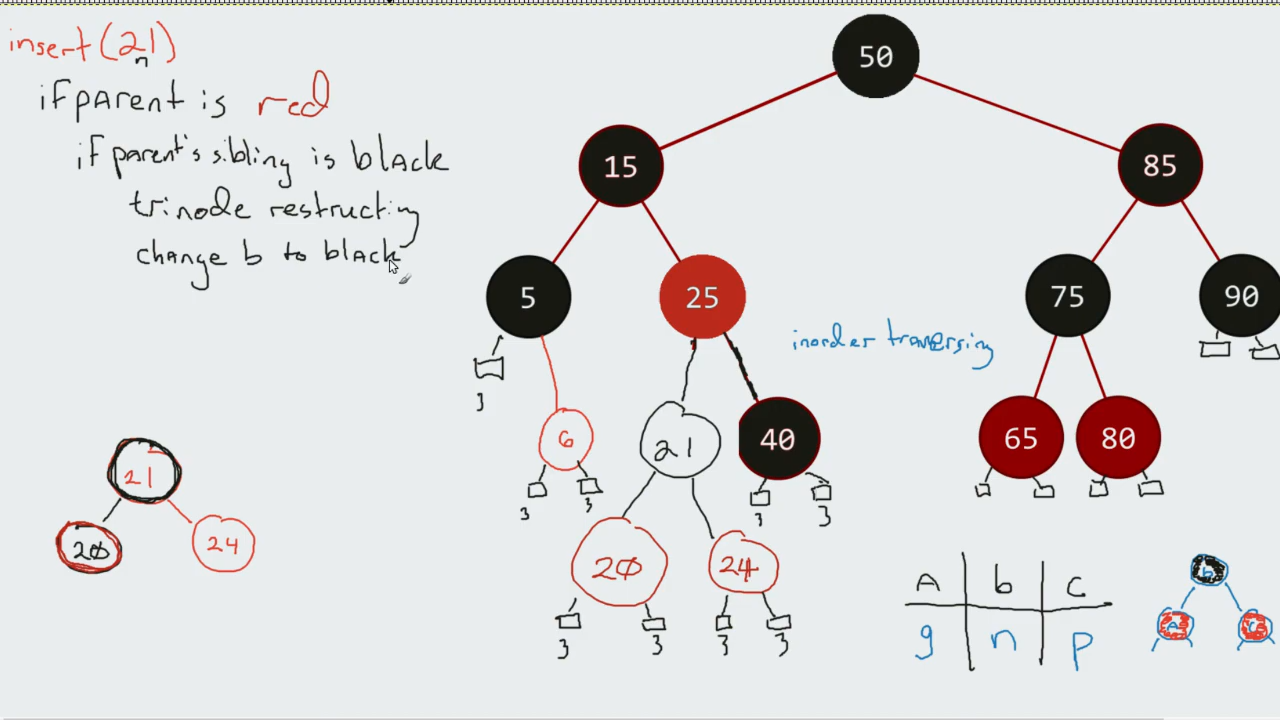 insert(21)
n
if parent is red
if parent's sibling is black
trinode restructing
change b to black
50
15
85
5
25
75
90
inorder traversing
3
6
21
40
65
80
3
3
3
3
20
24
3
3
3
3
21
20
24
A b C
g n p
b
A C